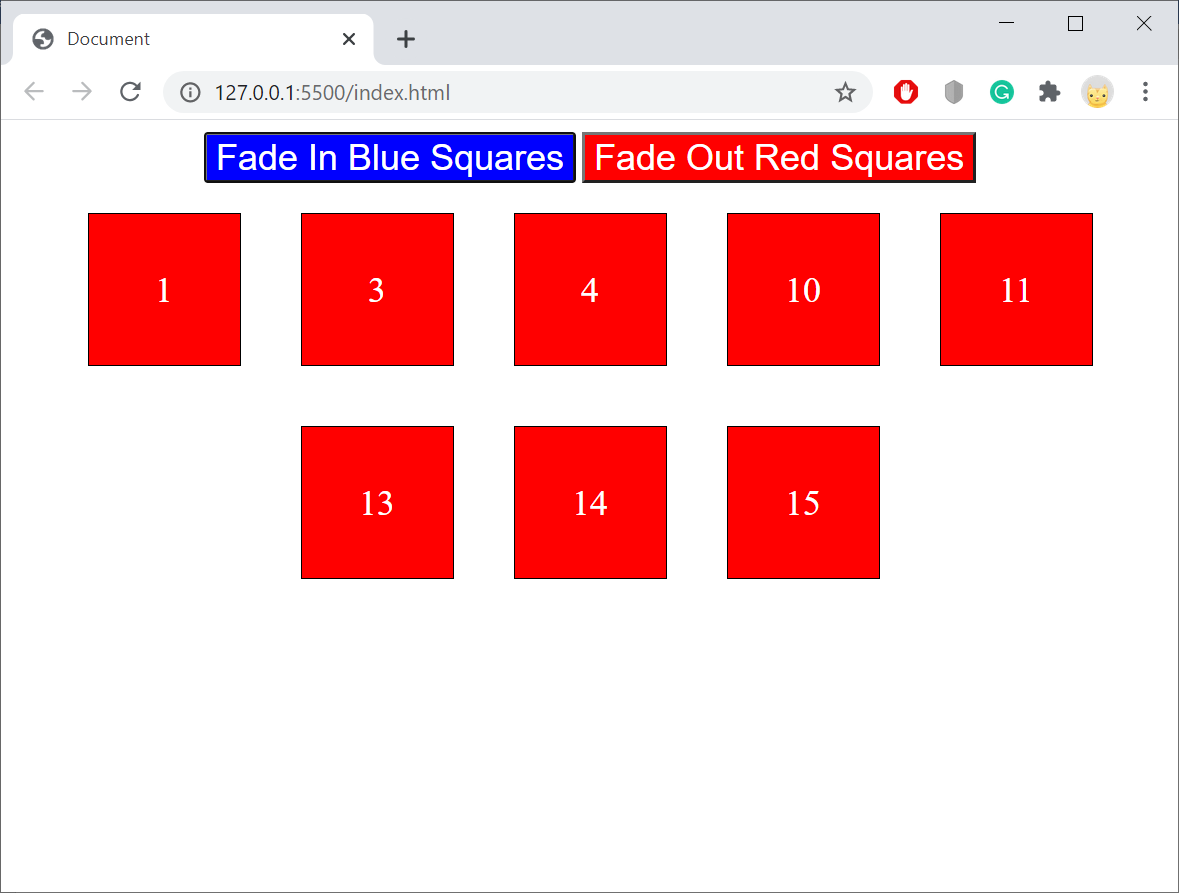 Document
127.0.0.1:5500/index.html
Fade In Blue Squares Fade Out Red Squares
1 3 4 10 11
13 14 15